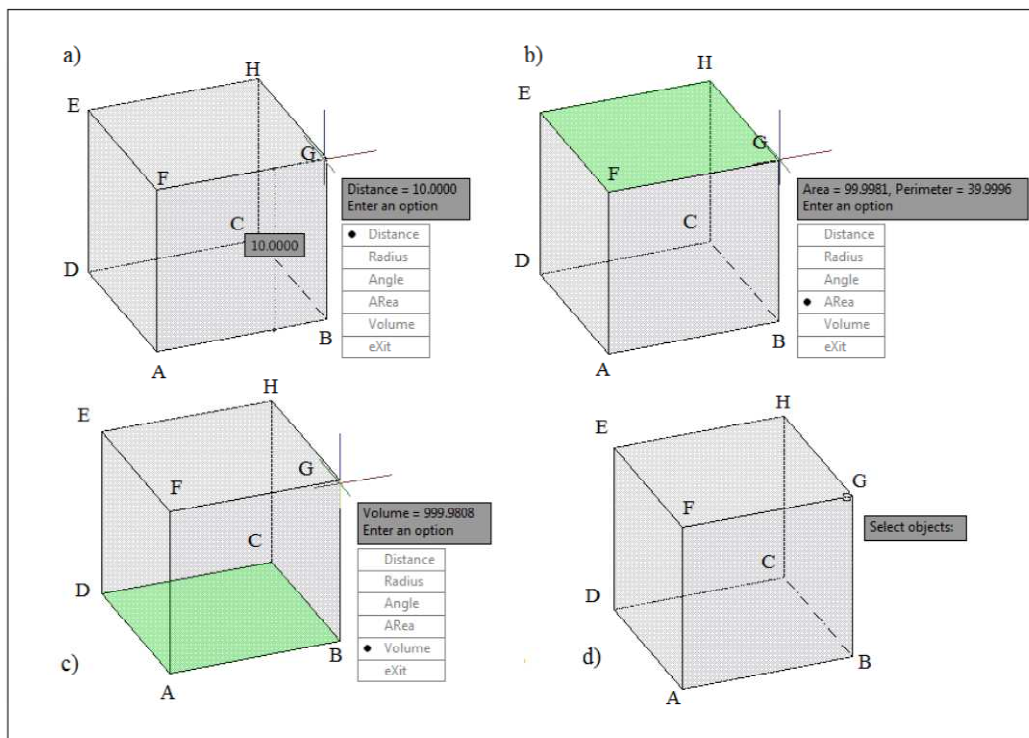 a)
H
E
G
F
Distance = 10.0000
Enter an option
C
10.0000
Distance
Radius
Angle
ARea
Volume
eXit
D
B
A
b)
H
E
G
F
Area = 99.9981, Perimeter = 39.9996
Enter an option
C
Distance
Radius
Angle
ARea
Volume
eXit
D
B
A
H
E
G
F
Volume = 999.9808
Enter an option
C
Distance
Radius
Angle
ARea
Volume
eXit
D
B
c)
A
H
E
G
F
Select objects:
C
D
d)
B
A